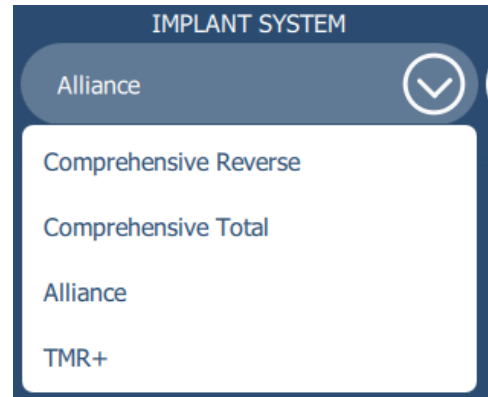 IMPLANT SYSTEM
Alliance
Comprehensive Reverse
Comprehensive Total
Alliance
TMR+